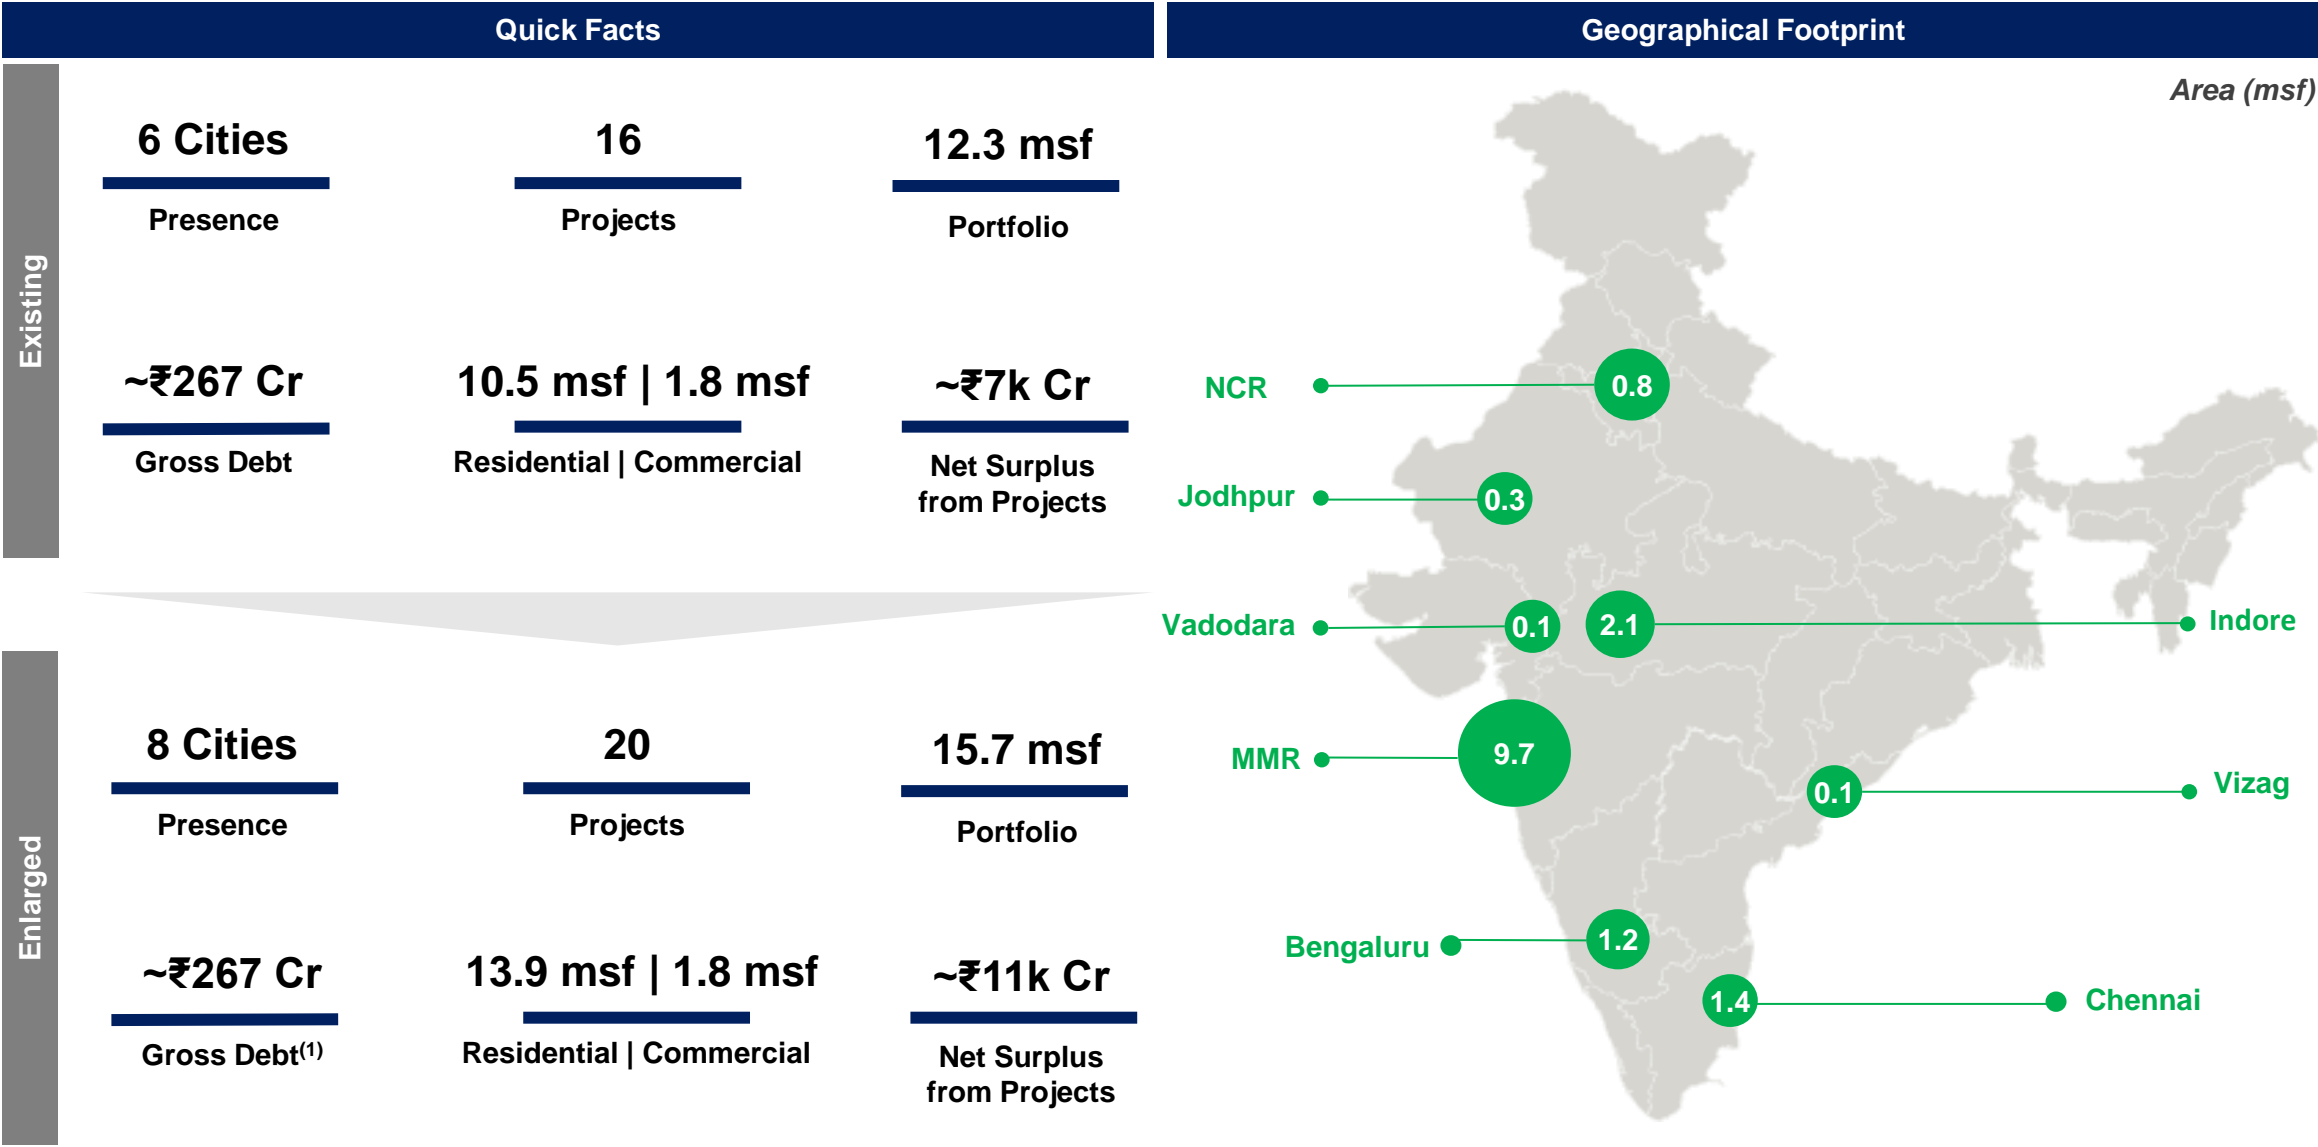 Quick Facts
Existing
6 Cities
Presence
16
Projects
12.3 msf
Portfolio
~₹267 Cr
Gross Debt
10.5 msf | 1.8 msf
Residential | Commercial
~₹7k Cr
Net Surplus
from Projects
Enlarged
8 Cities
Presence
20
Projects
15.7 msf
Portfolio
~₹267 Cr
Gross Debt(1)
13.9 msf | 1.8 msf
Residential | Commercial
~₹11k Cr
Net Surplus
from Projects
Geographical Footprint
Area (msf)
NCR
0.8
Jodhpur
0.3
Vadodara
0.1
2.1
Indore
MMR
9.7
0.1
Vizag
Bengaluru
1.2
1.4
Chennai